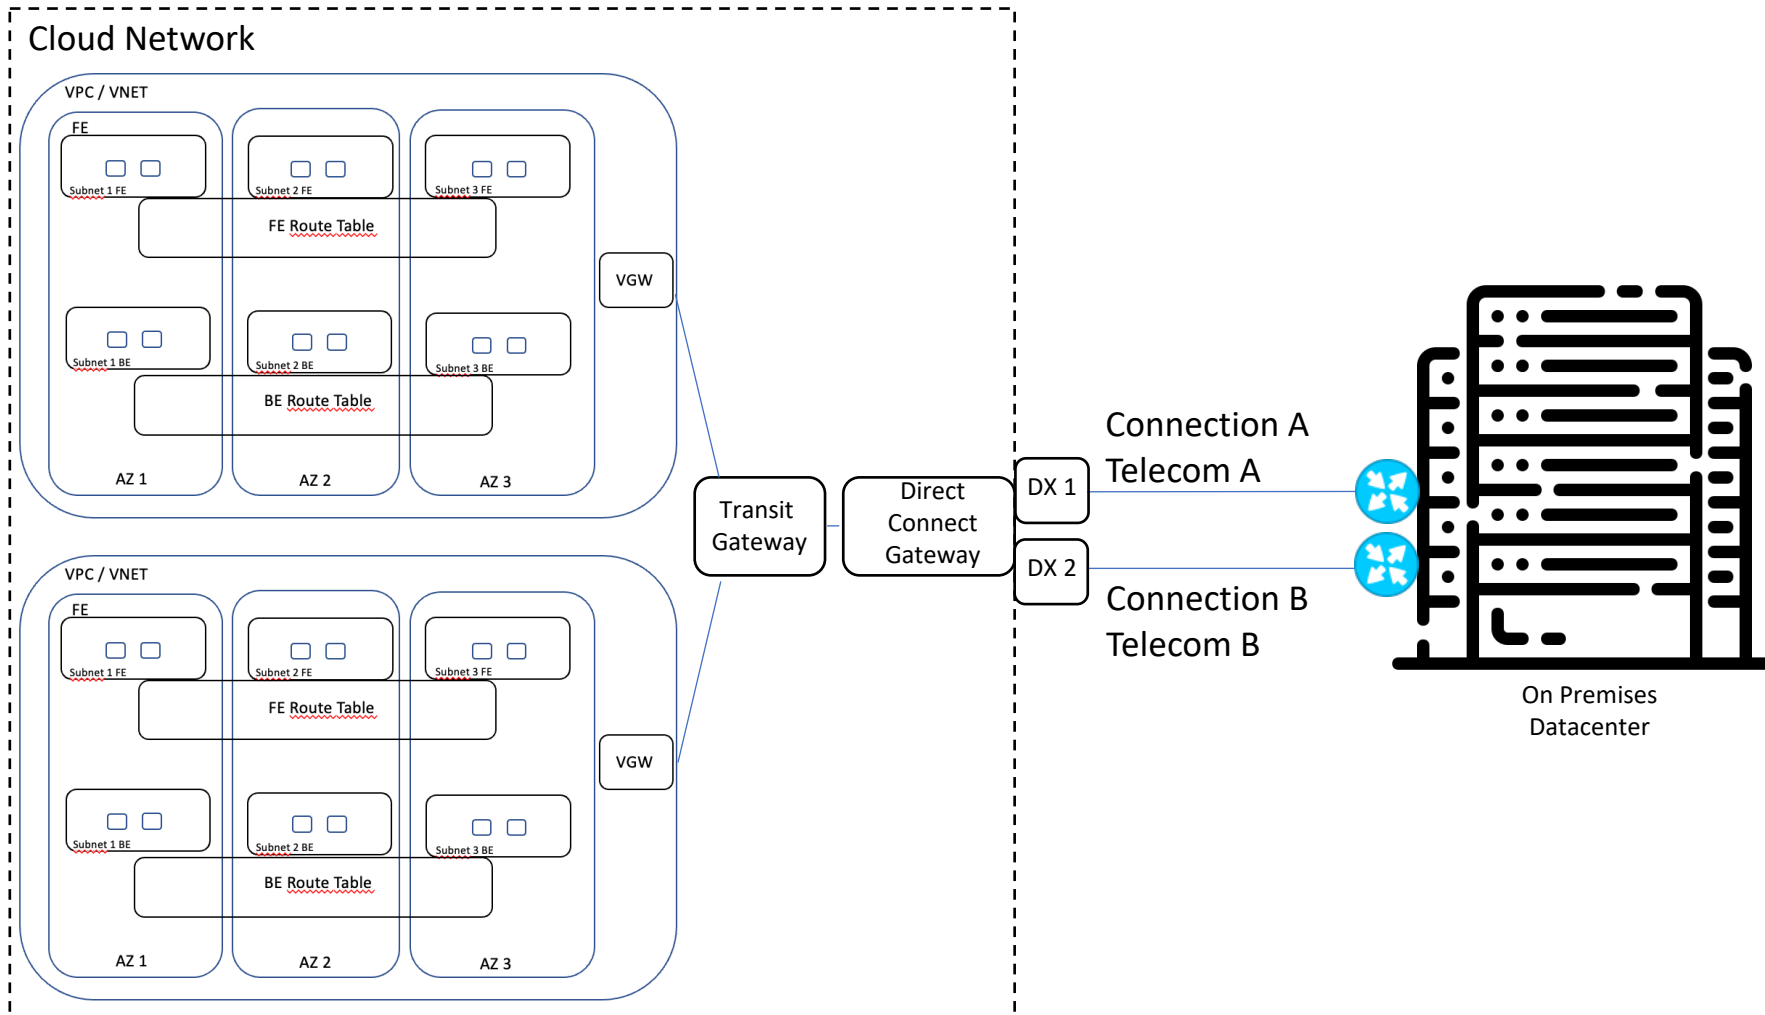 Cloud Network
VPC / VNET
FE
Subnet 1 FE
Subnet 2 FE
Subnet 3 FE
FE Route Table
VGW
Subnet 1 BE
Subnet 2 BE
Subnet 3 BE
BE Route Table
AZ 1
AZ 2
AZ 3
VPC / VNET
FE
Subnet 1 FE
Subnet 2 FE
Subnet 3 FE
FE Route Table
VGW
Subnet 1 BE
Subnet 2 BE
Subnet 3 BE
BE Route Table
AZ 1
AZ 2
AZ 3
Transit
Gateway
Direct
Connect
Gateway
DX 1
DX 2
Connection A
Telecom A
Connection B
Telecom B
On Premises
Datacenter